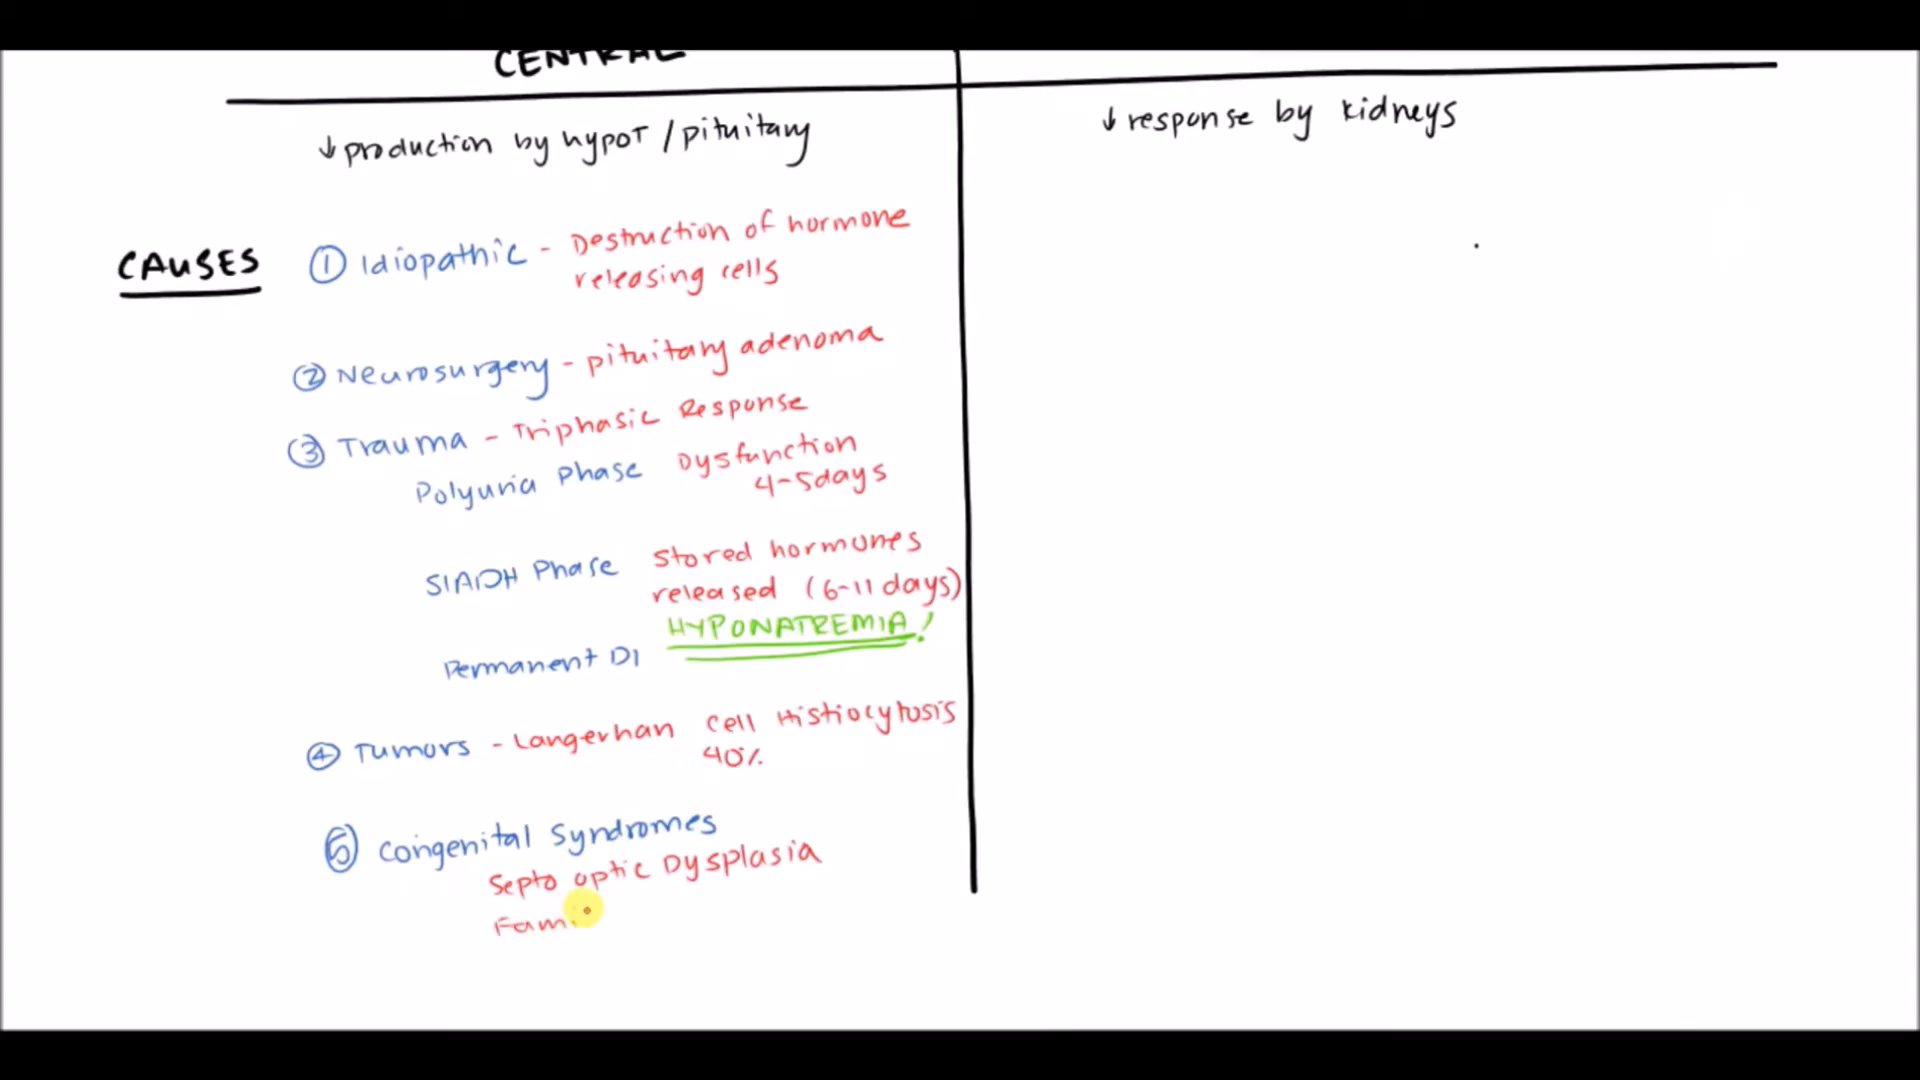 CENTRAL
↓ production by hypoT / pituitary
↓ response by kidneys
CAUSES
① Idiopathic - Destruction of hormone
releasing cells
② Neurosurgery - pituitary adenoma
③ Trauma - Triphasic Response
Polyuria Phase Dysfunction
4-5days
SIADH Phase Stored hormones
released (6-11 days)
HYPONATREMIA!
Permanent DI
④ Tumors - Langerhan Cell Histiocytosis
40%
⑤ Congenital Syndromes
Septo optic Dysplasia
Fami